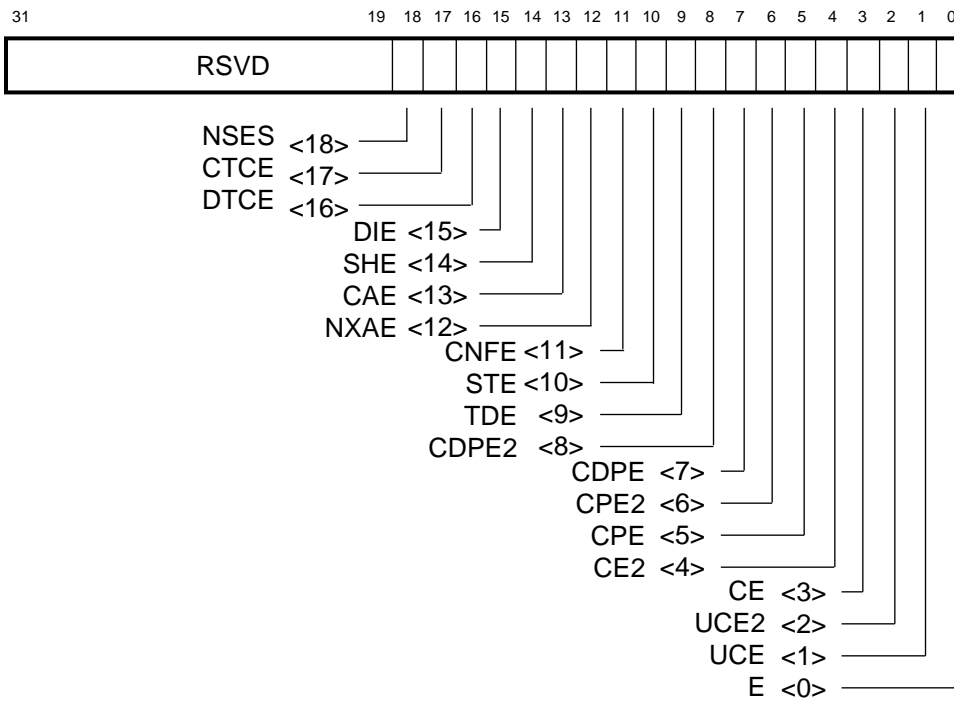 31 19 18 17 16 15 14 13 12 11 10 9 8 7 6 5 4 3 2 1 0
RSVD
NSES <18>
CTCE <17>
DTCE <16>
DIE <15>
SHE <14>
CAE <13>
NXAE <12>
CNFE <11>
STE <10>
TDE <9>
CDPE2 <8>
CDPE <7>
CPE2 <6>
CPE <5>
CE2 <4>
CE <3>
UCE2 <2>
UCE <1>
E <0>